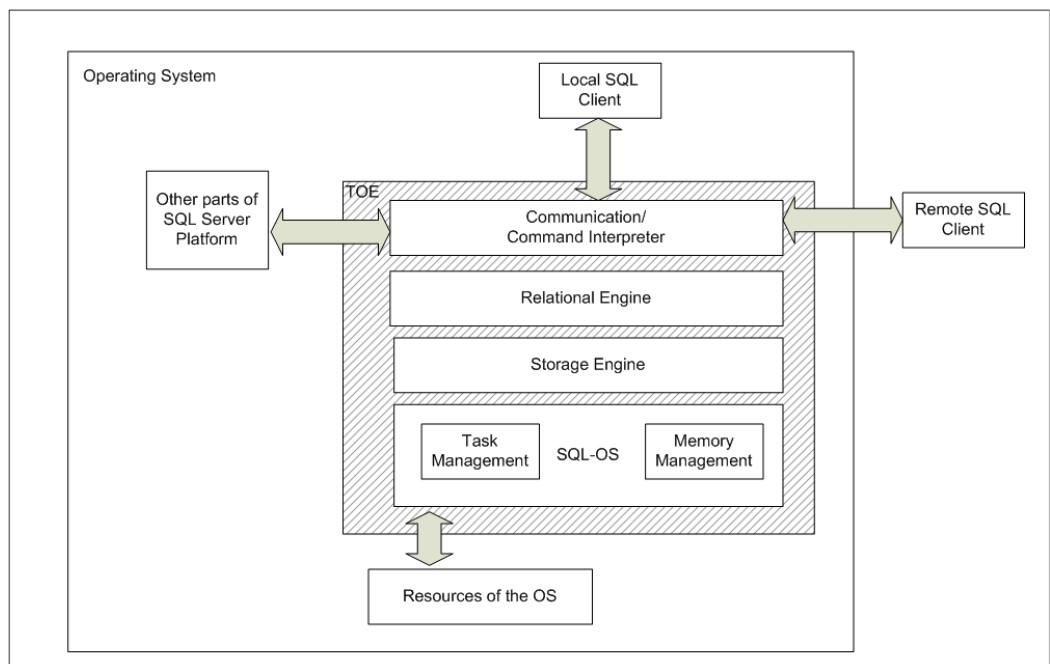 Operating System
Local SQL
Client
Other parts of
SQL Server
Platform
TOE
Communication/
Command Interpreter
Remote SQL
Client
Relational Engine
Storage Engine
Task
Management
SQL-OS
Memory
Management
Resources of the OS